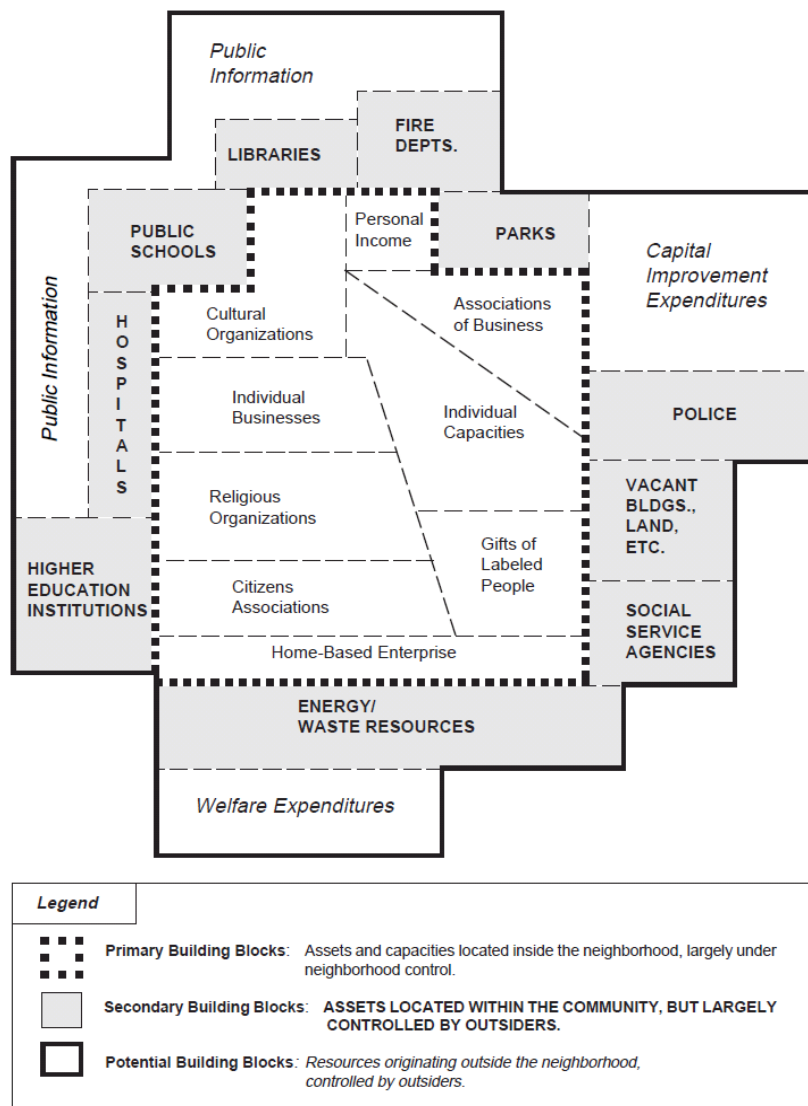 Public
Information
FIRE
DEPTS.
LIBRARIES
Personal
Income
PUBLIC
SCHOOLS
PARKS
Capital
Improvement
Expenditures
Public Information
HOSPITALS
Cultural
Organizations
Associations
of Business
Individual
Businesses
Individual
Capacities
POLICE
Religious
Organizations
VACANT
BLDGS.,
LAND,
ETC.
HIGHER
EDUCATION
INSTITUTIONS
Gifts of
Labeled
People
Citizens
Associations
SOCIAL
SERVICE
AGENCIES
Home-Based Enterprise
ENERGY/
WASTE RESOURCES
Welfare Expenditures
Legend
Primary Building Blocks: Assets and capacities located inside the neighborhood, largely under
neighborhood control.
Secondary Building Blocks: ASSETS LOCATED WITHIN THE COMMUNITY, BUT LARGELY
CONTROLLED BY OUTSIDERS.
Potential Building Blocks: Resources originating outside the neighborhood,
controlled by outsiders.